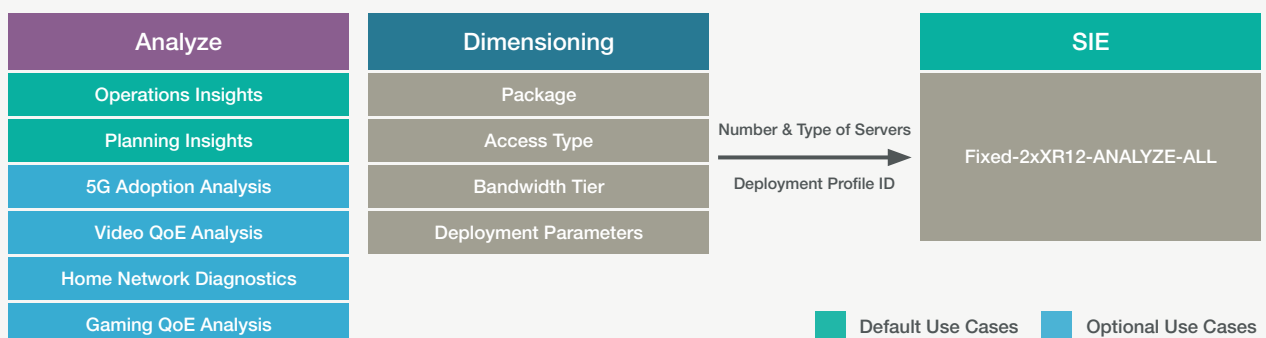 Analyze
Operations Insights
Planning Insights
5G Adoption Analysis
Video QoE Analysis
Home Network Diagnostics
Gaming QoE Analysis
Dimensioning
Package
Access Type
Bandwidth Tier
Deployment Parameters
Number & Type of Servers
Deployment Profile ID
SIE
Fixed-2xXR12-ANALYZE-ALL
Default Use Cases
Optional Use Cases